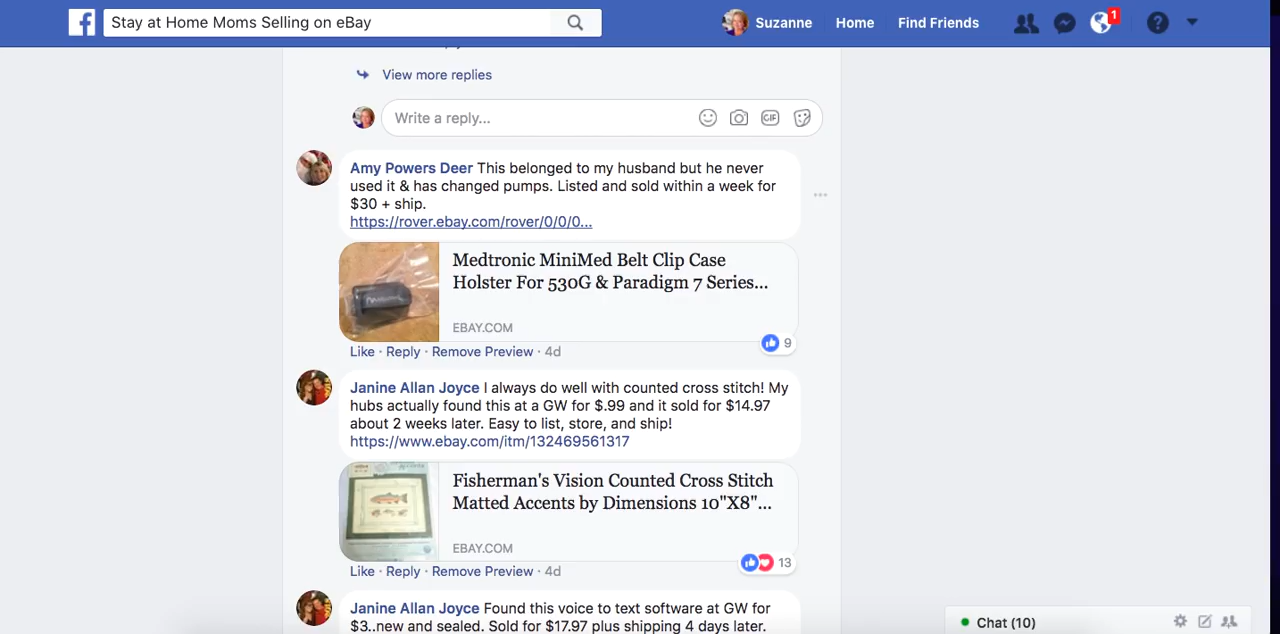 Stay at Home Moms Selling on eBay
Suzanne Home Find Friends 1
View more replies
Write a reply...
GIF
Amy Powers Deer This belonged to my husband but he never
used it & has changed pumps. Listed and sold within a week for
$30 + ship.
https://rover.ebay.com/rover/0/0/0...
Medtronic MiniMed Belt Clip Case
Holster For 530G & Paradigm 7 Series...
EBAY.COM
9
Like · Reply · Remove Preview · 4d
Janine Allan Joyce I always do well with counted cross stitch! My
hubs actually found this at a GW for $.99 and it sold for $14.97
about 2 weeks later. Easy to list, store, and ship!
https://www.ebay.com/itm/132469561317
Fisherman's Vision Counted Cross Stitch
Matted Accents by Dimensions 10"X8"...
EBAY.COM
13
Like · Reply · Remove Preview · 4d
Janine Allan Joyce Found this voice to text software at GW for
$3..new and sealed. Sold for $17.97 plus shipping 4 days later.
Chat (10)